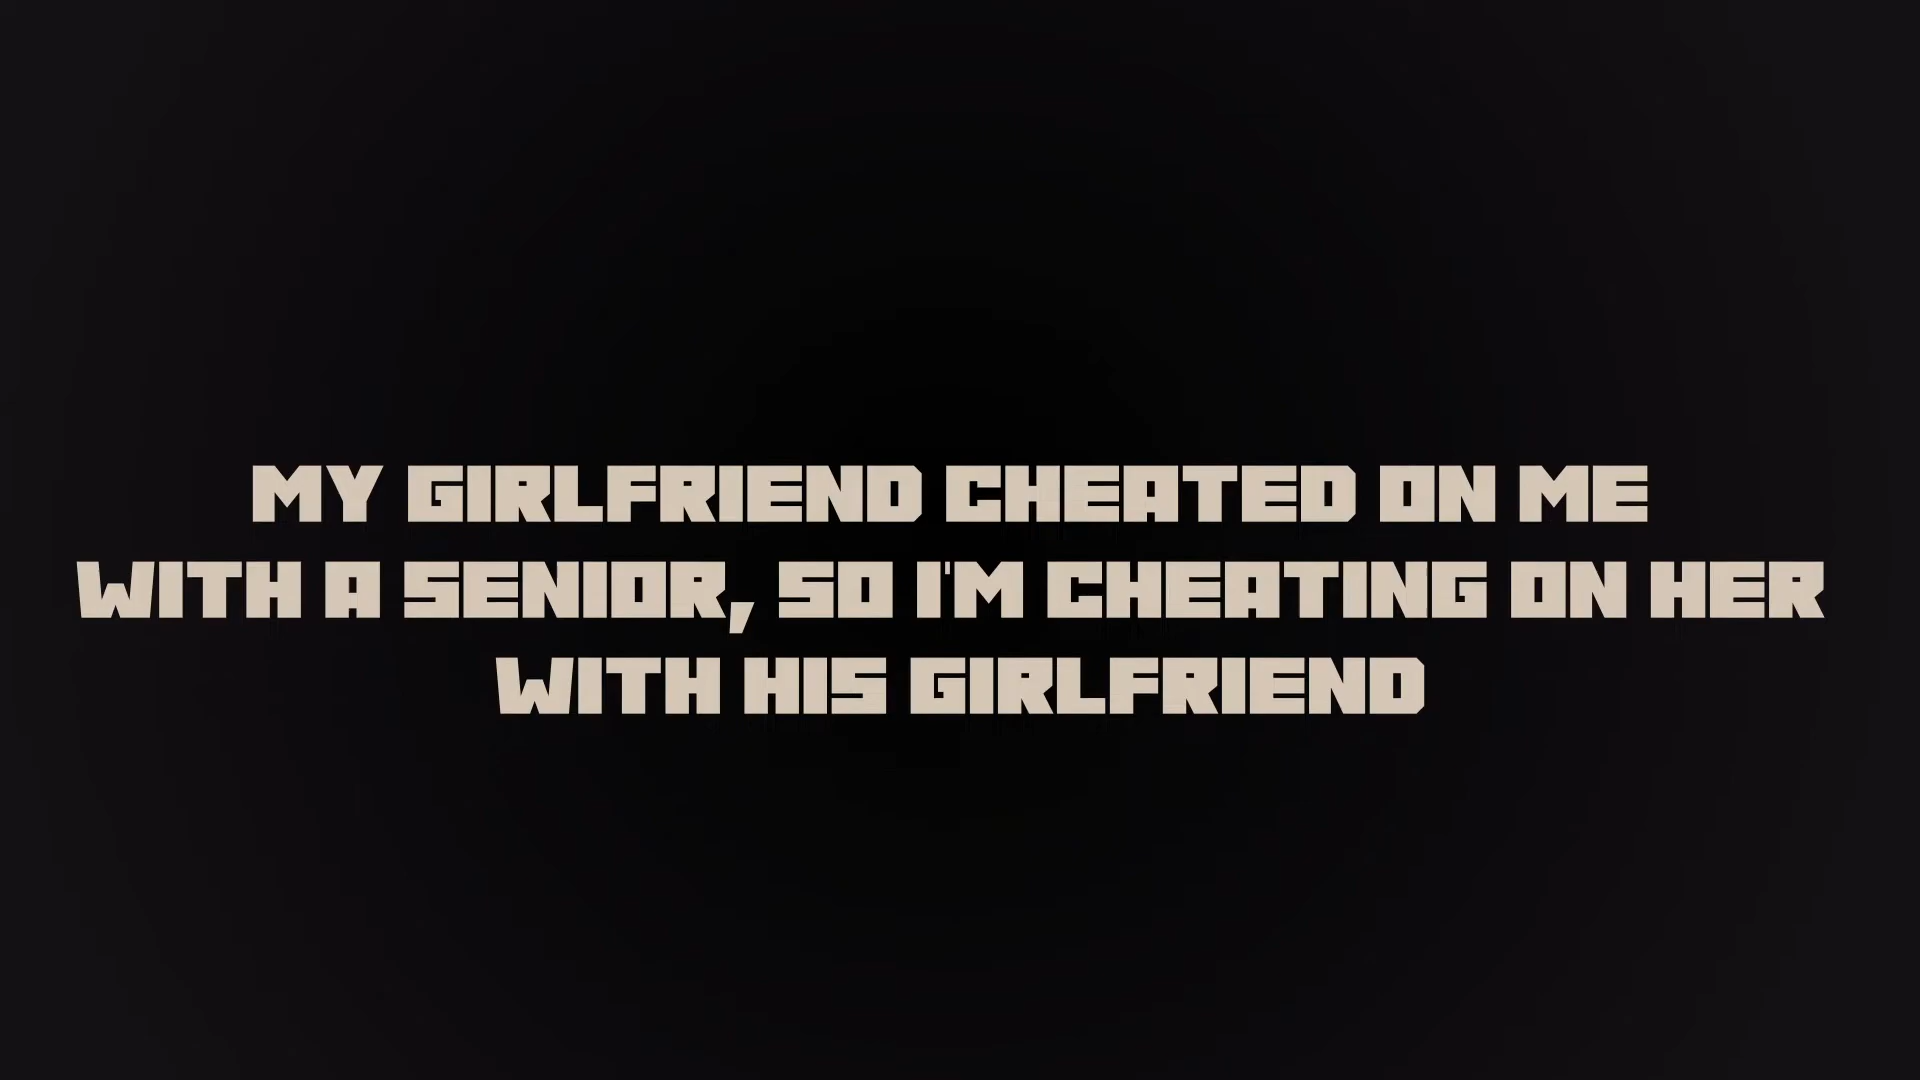 MY GIRLFRIEND CHEATED ON ME
WITH A SENIOR, SO I'M CHEATING ON HER
WITH HIS GIRLFRIEND